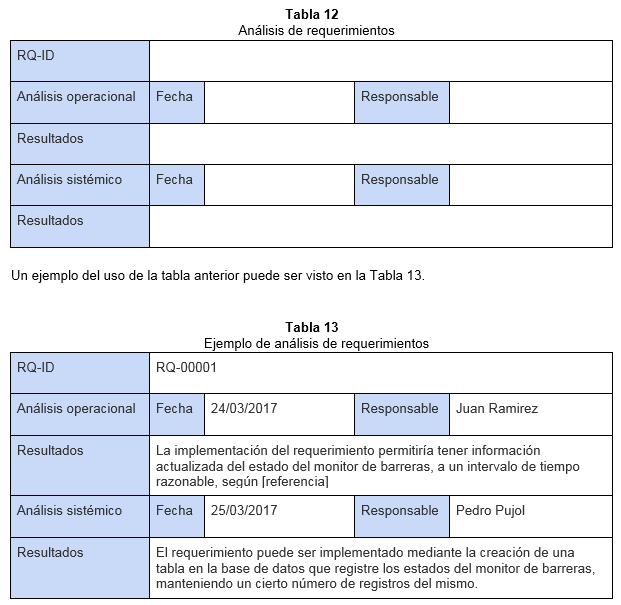 Tabla 12
Análisis de requerimientos
RQ-ID
Análisis operacional Fecha Responsable
Resultados
Análisis sistémico Fecha Responsable
Resultados
Un ejemplo del uso de la tabla anterior puede ser visto en la Tabla 13.
Tabla 13
Ejemplo de análisis de requerimientos
RQ-ID RQ-00001
Análisis operacional Fecha 24/03/2017 Responsable Juan Ramirez
Resultados La implementación del requerimiento permitiría tener información
actualizada del estado del monitor de barreras, a un intervalo de tiempo
razonable, según [referencia]
Análisis sistémico Fecha 25/03/2017 Responsable Pedro Pujol
Resultados El requerimiento puede ser implementado mediante la creación de una
tabla en la base de datos que registre los estados del monitor de barreras,
manteniendo un cierto número de registros del mismo.